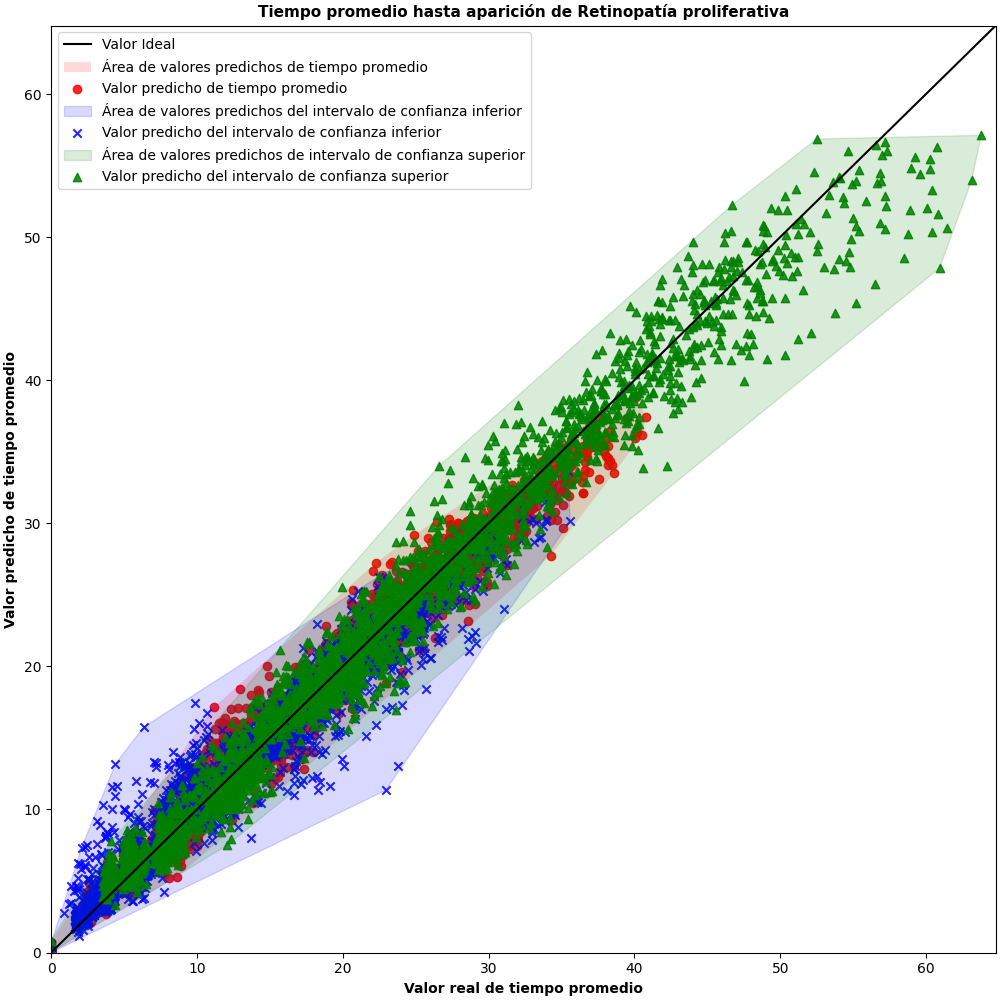 Tiempo promedio hasta aparición de Retinopatía proliferativa
Valor Ideal
Área de valores predichos de tiempo promedio
Valor predicho de tiempo promedio
Área de valores predichos del intervalo de confianza inferior
Valor predicho del intervalo de confianza inferior
Área de valores predichos de intervalo de confianza superior
Valor predicho del intervalo de confianza superior
Valor predicho de tiempo promedio
60
50
40
30
20
10
0
0 10 20 30 40 50 60
Valor real de tiempo promedio